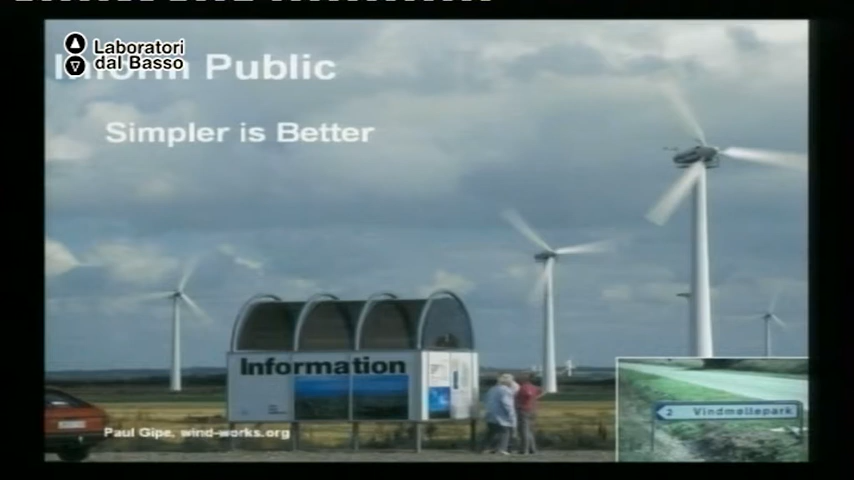 Laboratori
dal Basso
Inform Public
Simpler is Better
Information
2 Vindmøllepark
Paul Gipe, wind-works.org